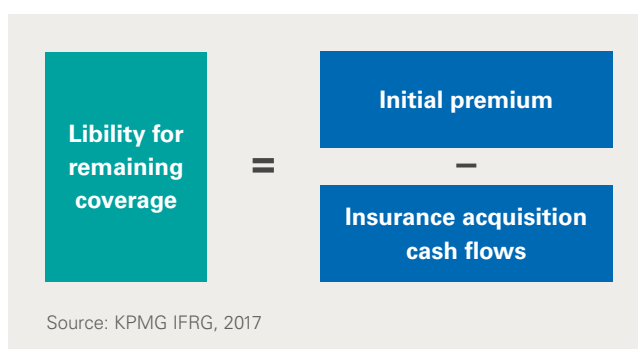 Libility for
remaining
coverage
=
Initial premium
–
Insurance acquisition
cash flows
Source: KPMG IFRG, 2017